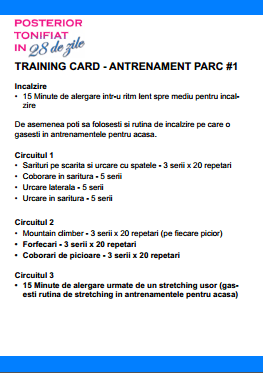 POSTERIOR
TONIFIAT
IN 28 de zile
TRAINING CARD - ANTRENAMENT PARC #1
Incalzire
• 15 Minute de alergare intr-u ritm lent spre mediu pentru incal-
zire
De asemenea poti sa folosesti si rutina de incalzire pe care o
gasesti in antrenamentele pentru acasa.
Circuitul 1
• Sarituri pe scarita si urcare cu spatele - 3 serii x 20 repetari
• Coborare in saritura - 5 serii
• Urcare laterala - 5 serii
• Urcare in saritura - 5 serii
Circuitul 2
• Mountain climber - 3 serii x 20 repetari (pe fiecare picior)
• Forfecari - 3 serii x 20 repetari
• Coborari de picioare - 3 serii x 20 repetari
Circuitul 3
• 15 Minute de alergare urmate de un stretching usor (gas-
esti rutina de stretching in antrenamentele pentru acasa)